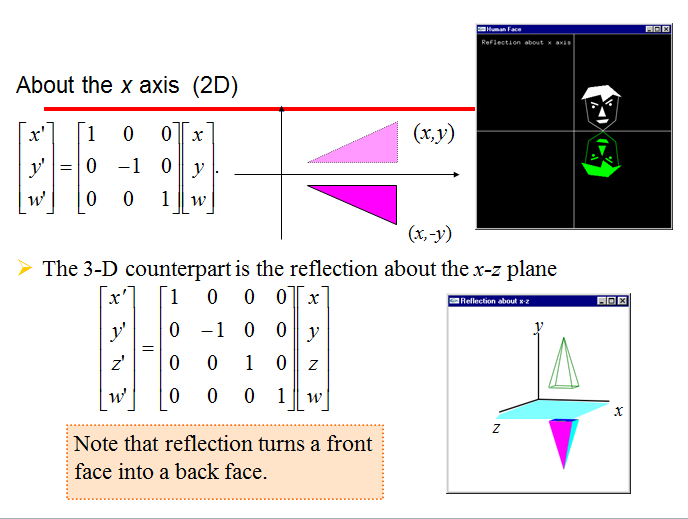 About the x axis (2D)
[x'] [1 0 0][x]
[y'] = [0 −1 0][y].
[w'] [0 0 1][w]
(x,y)
(x,-y)
Human Face
Reflection about x axis
➢ The 3-D counterpart is the reflection about the x-z plane
[x'] [1 0 0 0][x]
[y'] [0 −1 0 0][y]
[z'] = [0 0 1 0][z]
[w'] [0 0 0 1][w]
Reflection about x-z
y
x
z
Note that reflection turns a front
face into a back face.